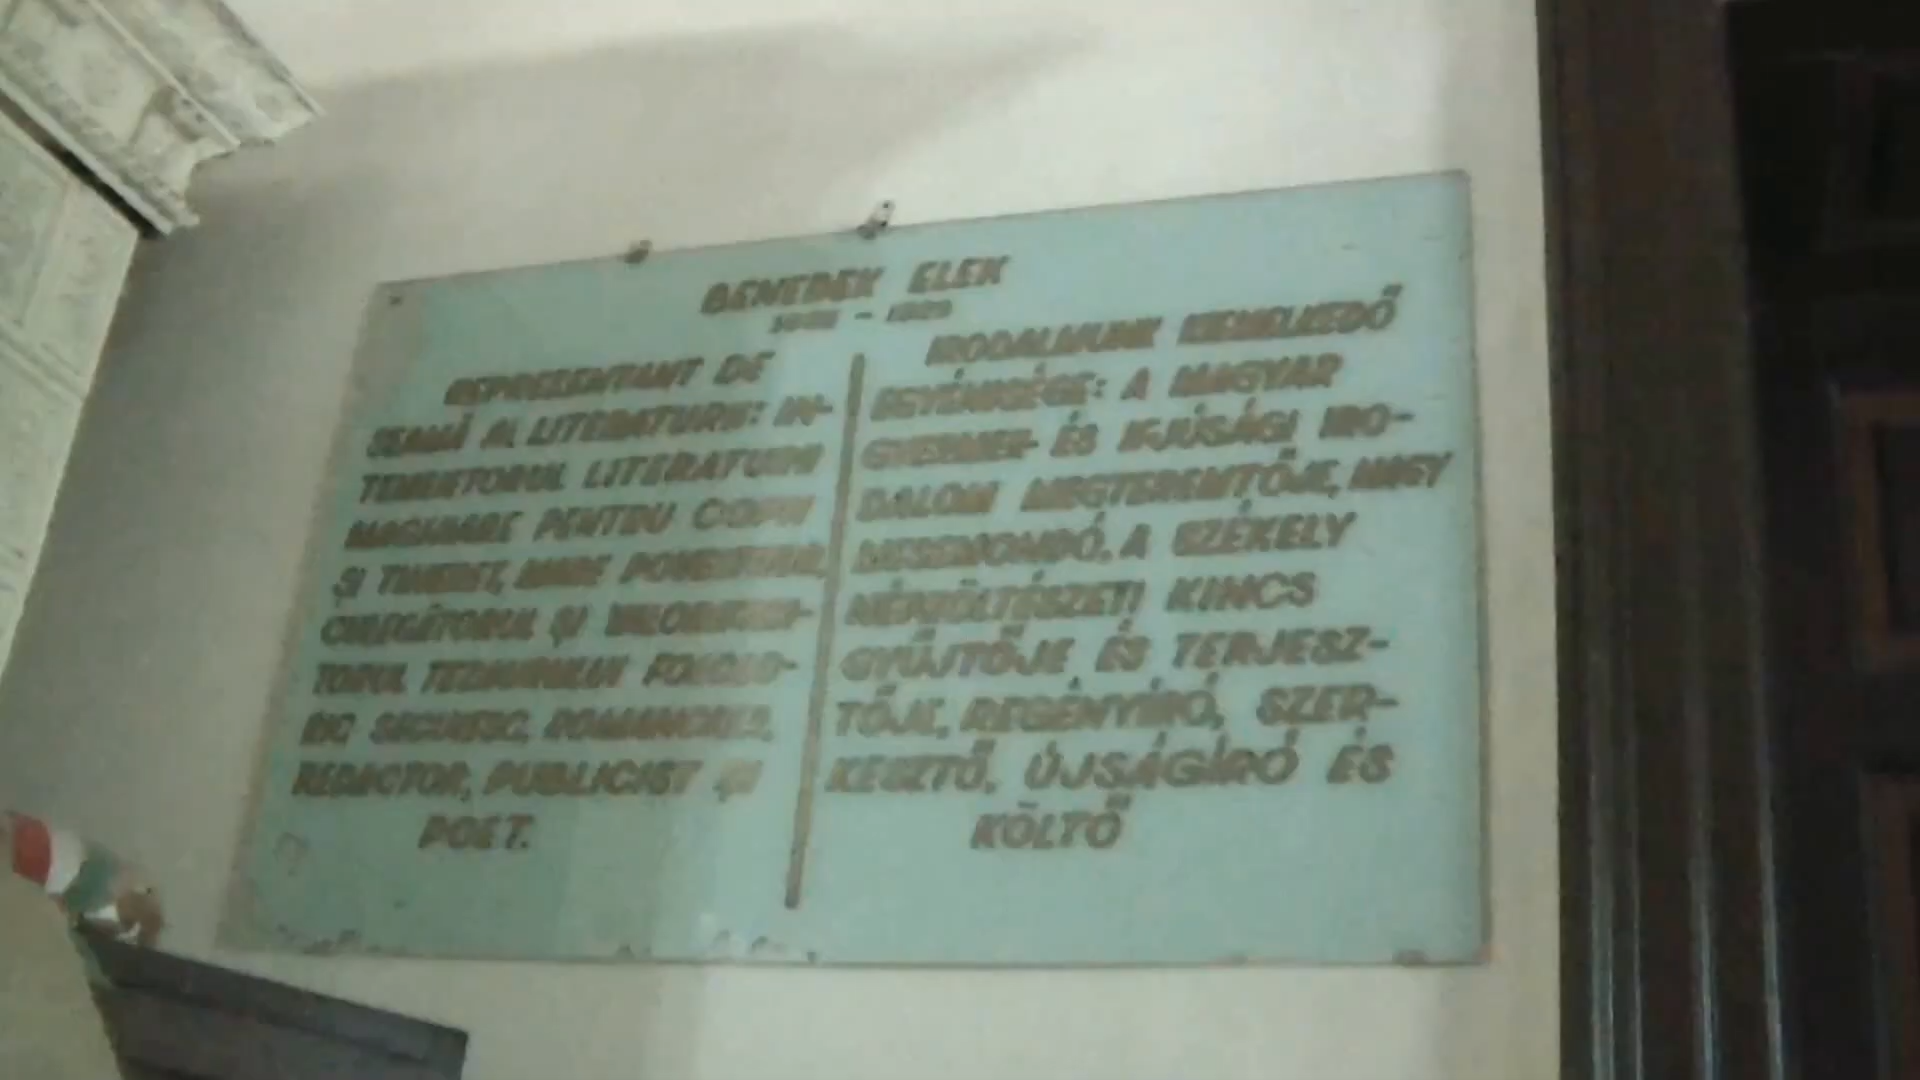 BENEDEK ELEK
REPREZENTANT DE
SEAMĂ AL LITERATURII: IN-
TEMEIETORUL LITERATURII
MAGHIARE PENTRU COPII
ȘI TINERET, MARE POVESTITOR,
CULEGĂTORUL ȘI VALORIFICA-
TORUL TEZAURULUI FOLCLO-
RIC SECUIESC, ROMANCIER,
REDACTOR, PUBLICIST ȘI
POET.
IRODALMUNK KIEMELKEDŐ
EGYÉNISÉGE: A MAGYAR
GYERMEK- ÉS IFJÚSÁGI IRO-
DALOM MEGTEREMTŐJE, NAGY
MESEMONDÓ, A SZÉKELY
NÉPKÖLTÉSZETI KINCS
GYŰJTŐJE ÉS TERJESZ-
TŐJE, REGÉNYÍRÓ, SZER-
KESZTŐ, ÚJSÁGÍRÓ ÉS
KÖLTŐ